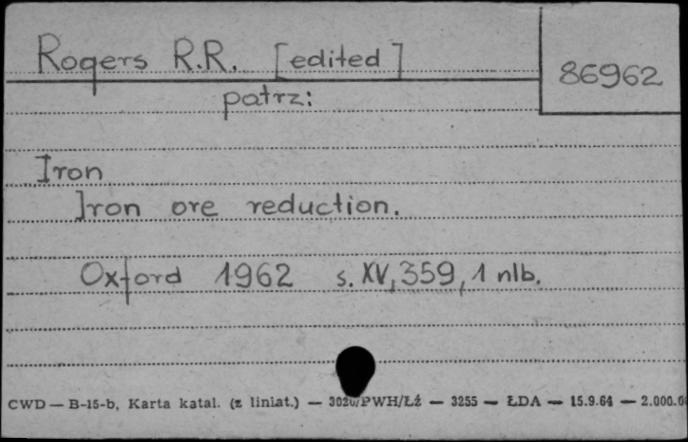 Rogers R.R. [edited]
86962
patrz:
Iron
Iron ore reduction.
Oxford 1962 s. XV, 359, 1 nlb.
CWD — B-15-b, Karta katal. (z liniat.) — 3020/PWH/Łź — 3255 — ŁDA — 15.9.64 — 2.000.0